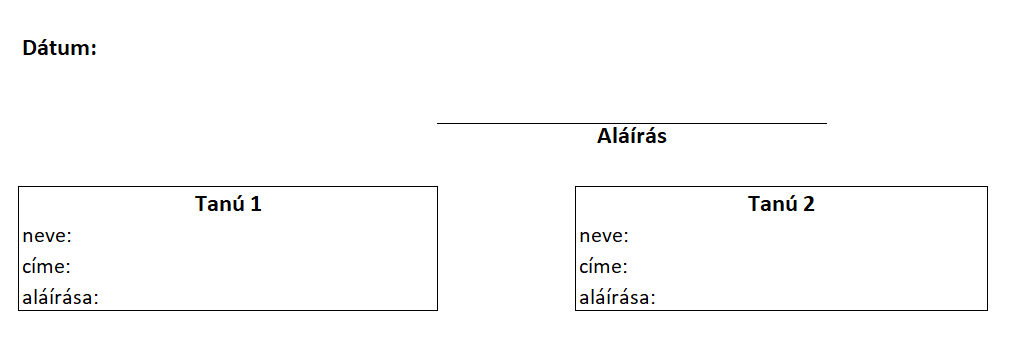 Dátum:
Aláírás
Tanú 1
neve:
címe:
aláírása:
Tanú 2
neve:
címe:
aláírása: